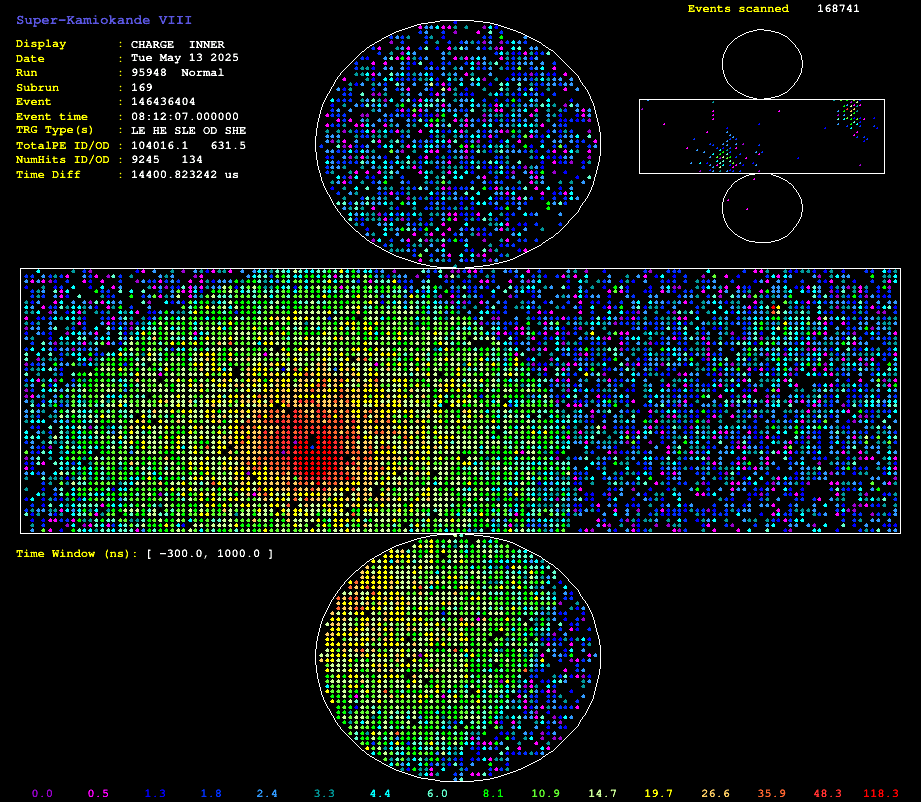 Super-Kamiokande VIII
Events scanned 168741
Display : CHARGE INNER
Date : Tue May 13 2025
Run : 95948 Normal
Subrun : 169
Event : 146436404
Event time : 08:12:07.000000
TRG Type(s) : LE HE SLE OD SHE
TotalPE ID/OD : 104016.1 631.5
NumHits ID/OD : 9245 134
Time Diff : 14400.823242 us
Time Window (ns): [ −300.0, 1000.0 ]
0.0 0.5 1.3 1.8 2.4 3.3 4.4 6.0 8.1 10.9 14.7 19.7 26.6 35.9 48.3 118.3